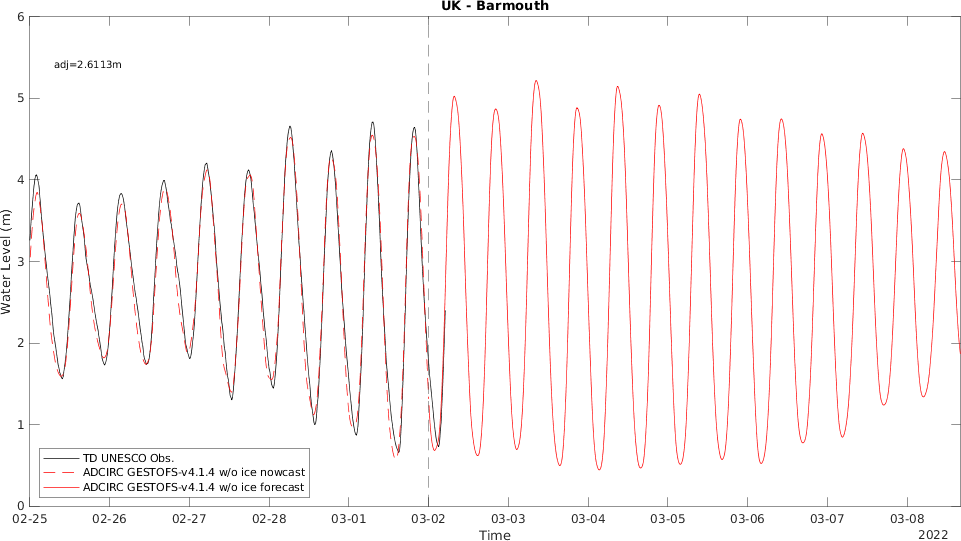 UK - Barmouth
6
adj=2.6113m
5
4
3
2
1
0
Water Level (m)
TD UNESCO Obs.
ADCIRC GESTOFS-v4.1.4 w/o ice nowcast
ADCIRC GESTOFS-v4.1.4 w/o ice forecast
02-25 02-26 02-27 02-28 03-01 03-02 03-03 03-04 03-05 03-06 03-07 03-08
Time
2022